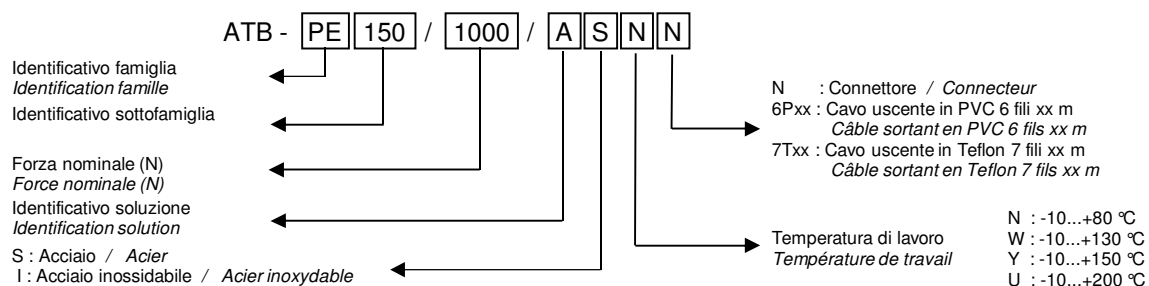 ATB - PE 150 / 1000 / A S N N
Identificativo famiglia
Identification famille
Identificativo sottofamiglia
Forza nominale (N)
Force nominale (N)
Identificativo soluzione
Identification solution
S : Acciaio / Acier
I : Acciaio inossidabile / Acier inoxydable
N : Connettore / Connecteur
6Pxx : Cavo uscente in PVC 6 fili xx m
Câble sortant en PVC 6 fils xx m
7Txx : Cavo uscente in Teflon 7 fili xx m
Câble sortant en Teflon 7 fils xx m
Temperatura di lavoro
Température de travail
N : -10...+80 °C
W : -10...+130 °C
Y : -10...+150 °C
U : -10...+200 °C